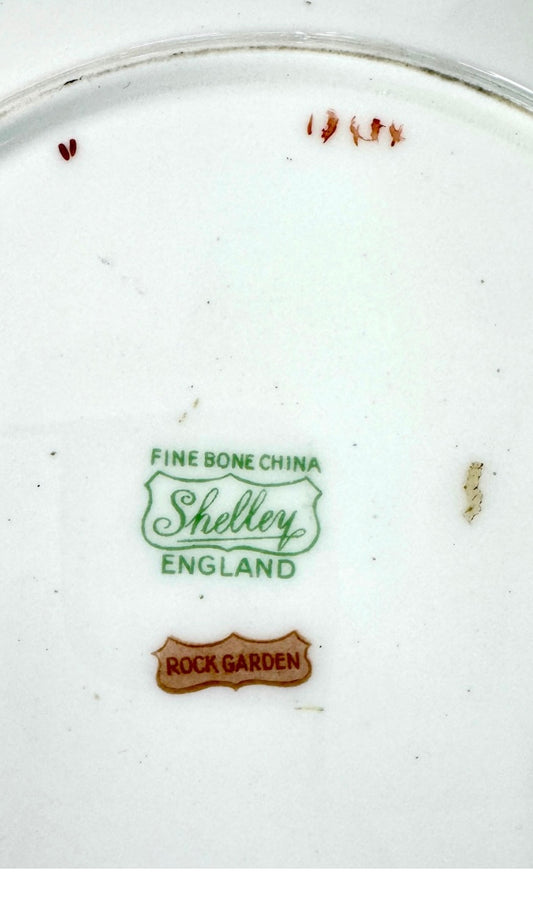 FINE BONE CHINA
Shelley
ENGLAND
ROCK GARDEN